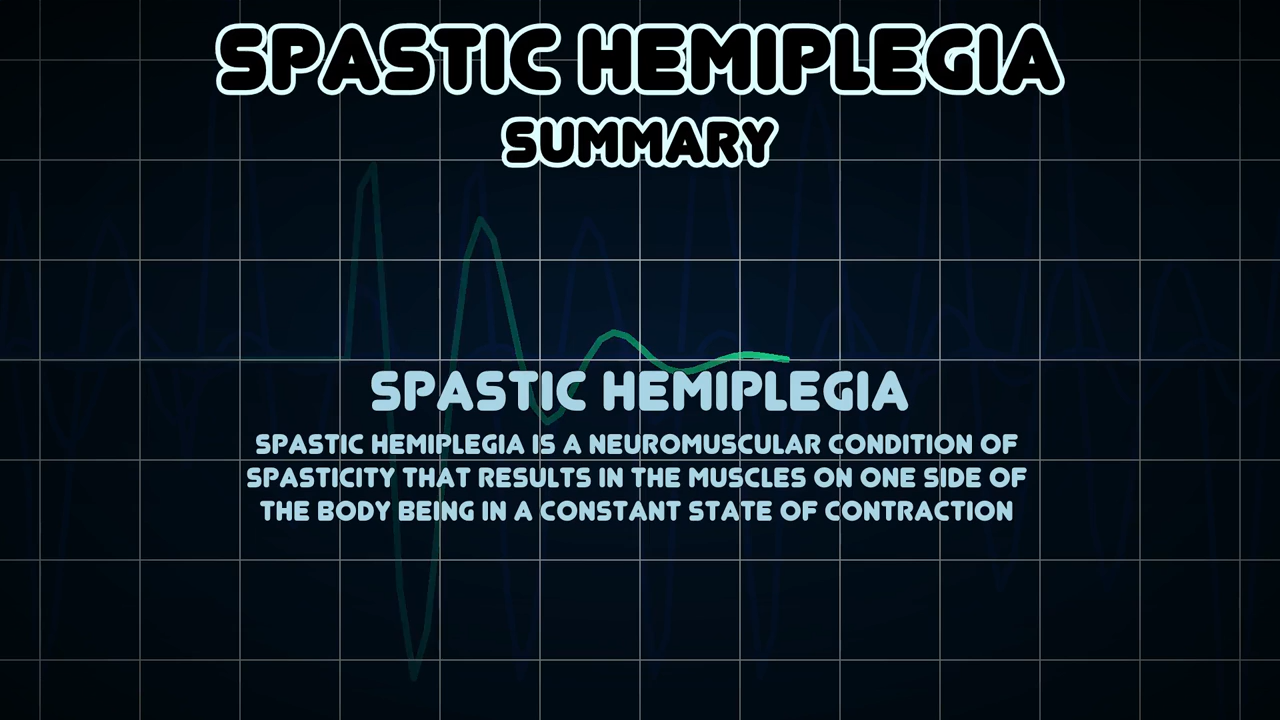 SPASTIC HEMIPLEGIA
SUMMARY
SPASTIC HEMIPLEGIA
SPASTIC HEMIPLEGIA IS A NEUROMUSCULAR CONDITION OF
SPASTICITY THAT RESULTS IN THE MUSCLES ON ONE SIDE OF
THE BODY BEING IN A CONSTANT STATE OF CONTRACTION